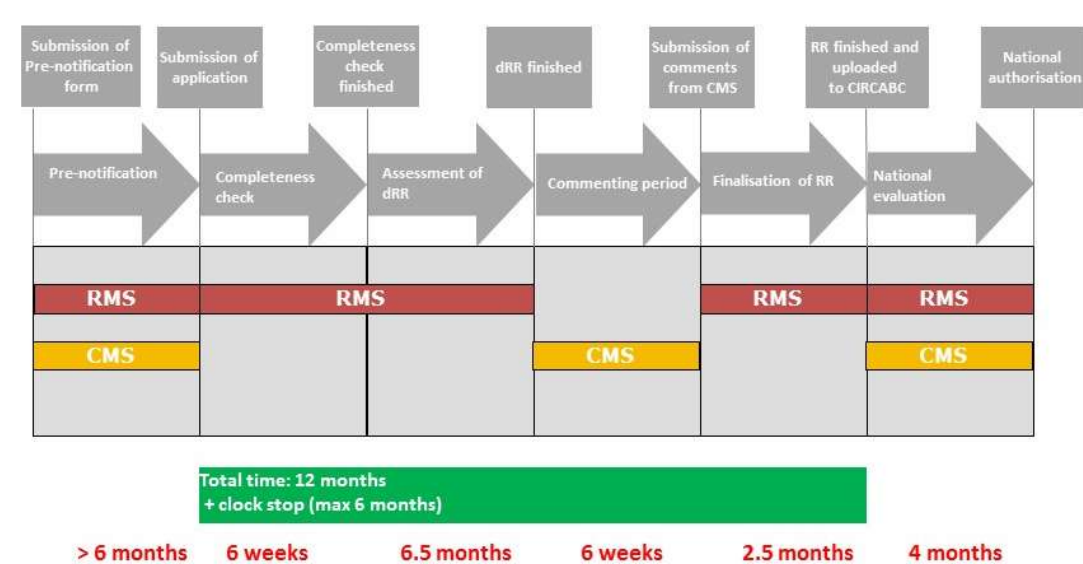 Submission of
Pre-notification
form
Submission of
application
Completeness
check
finished
dRR finished
Submission of
comments
from CMS
RR finished and
uploaded
to CIRCABC
National
authorisation
Pre-notification
Completeness
check
Assessment of
dRR
Commenting period
Finalisation of RR
National
evaluation
RMS
RMS
RMS
RMS
CMS
CMS
CMS
Total time: 12 months
+ clock stop (max 6 months)
> 6 months
6 weeks
6.5 months
6 weeks
2.5 months
4 months